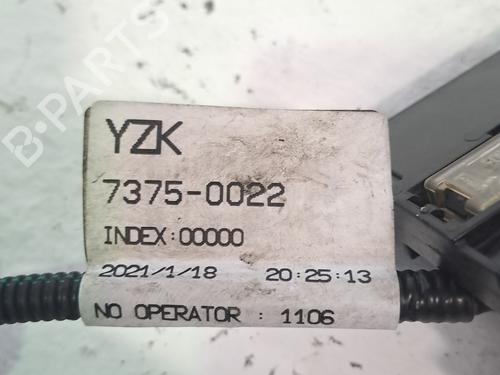 B-PARTS
YZK
7375-0022
INDEX:00000
2021/1/18 20:25:13
NO OPERATOR : 1106